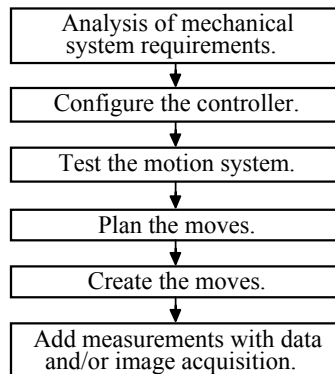 Analysis of mechanical
system requirements.
Configure the controller.
Test the motion system.
Plan the moves.
Create the moves.
Add measurements with data
and/or image acquisition.